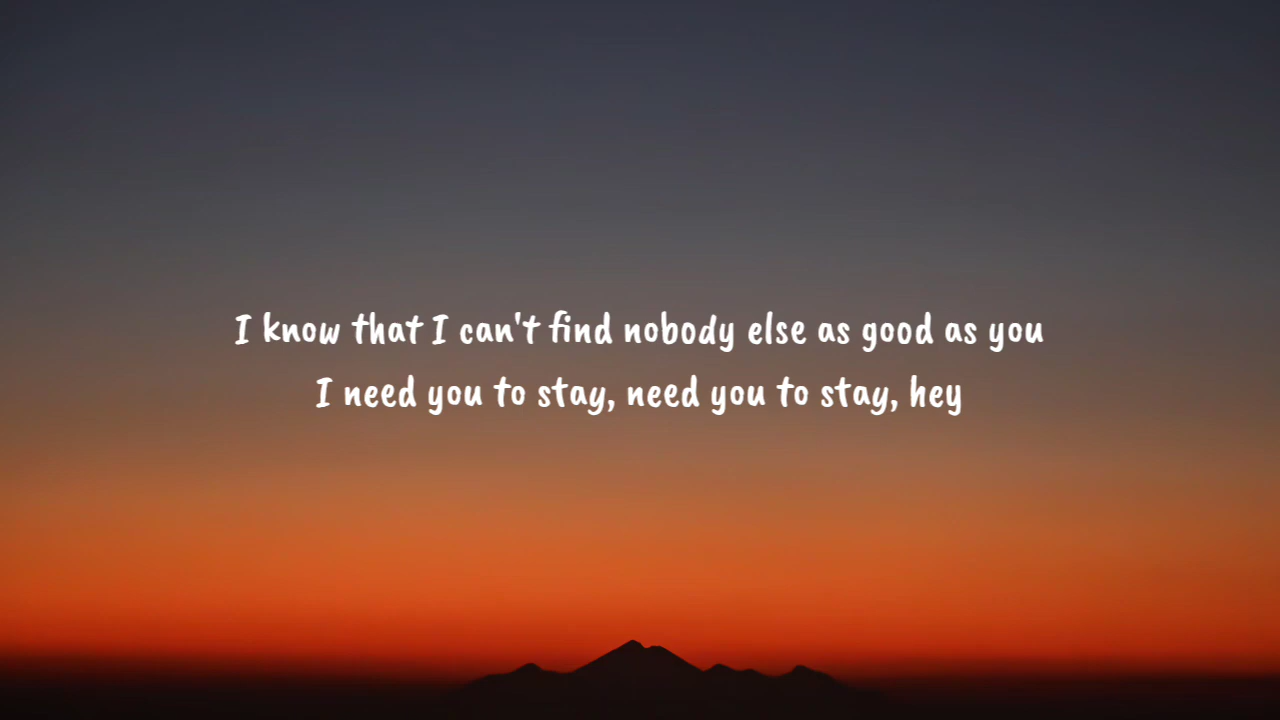 I know that I can't find nobody else as good as you
I need you to stay, need you to stay, hey